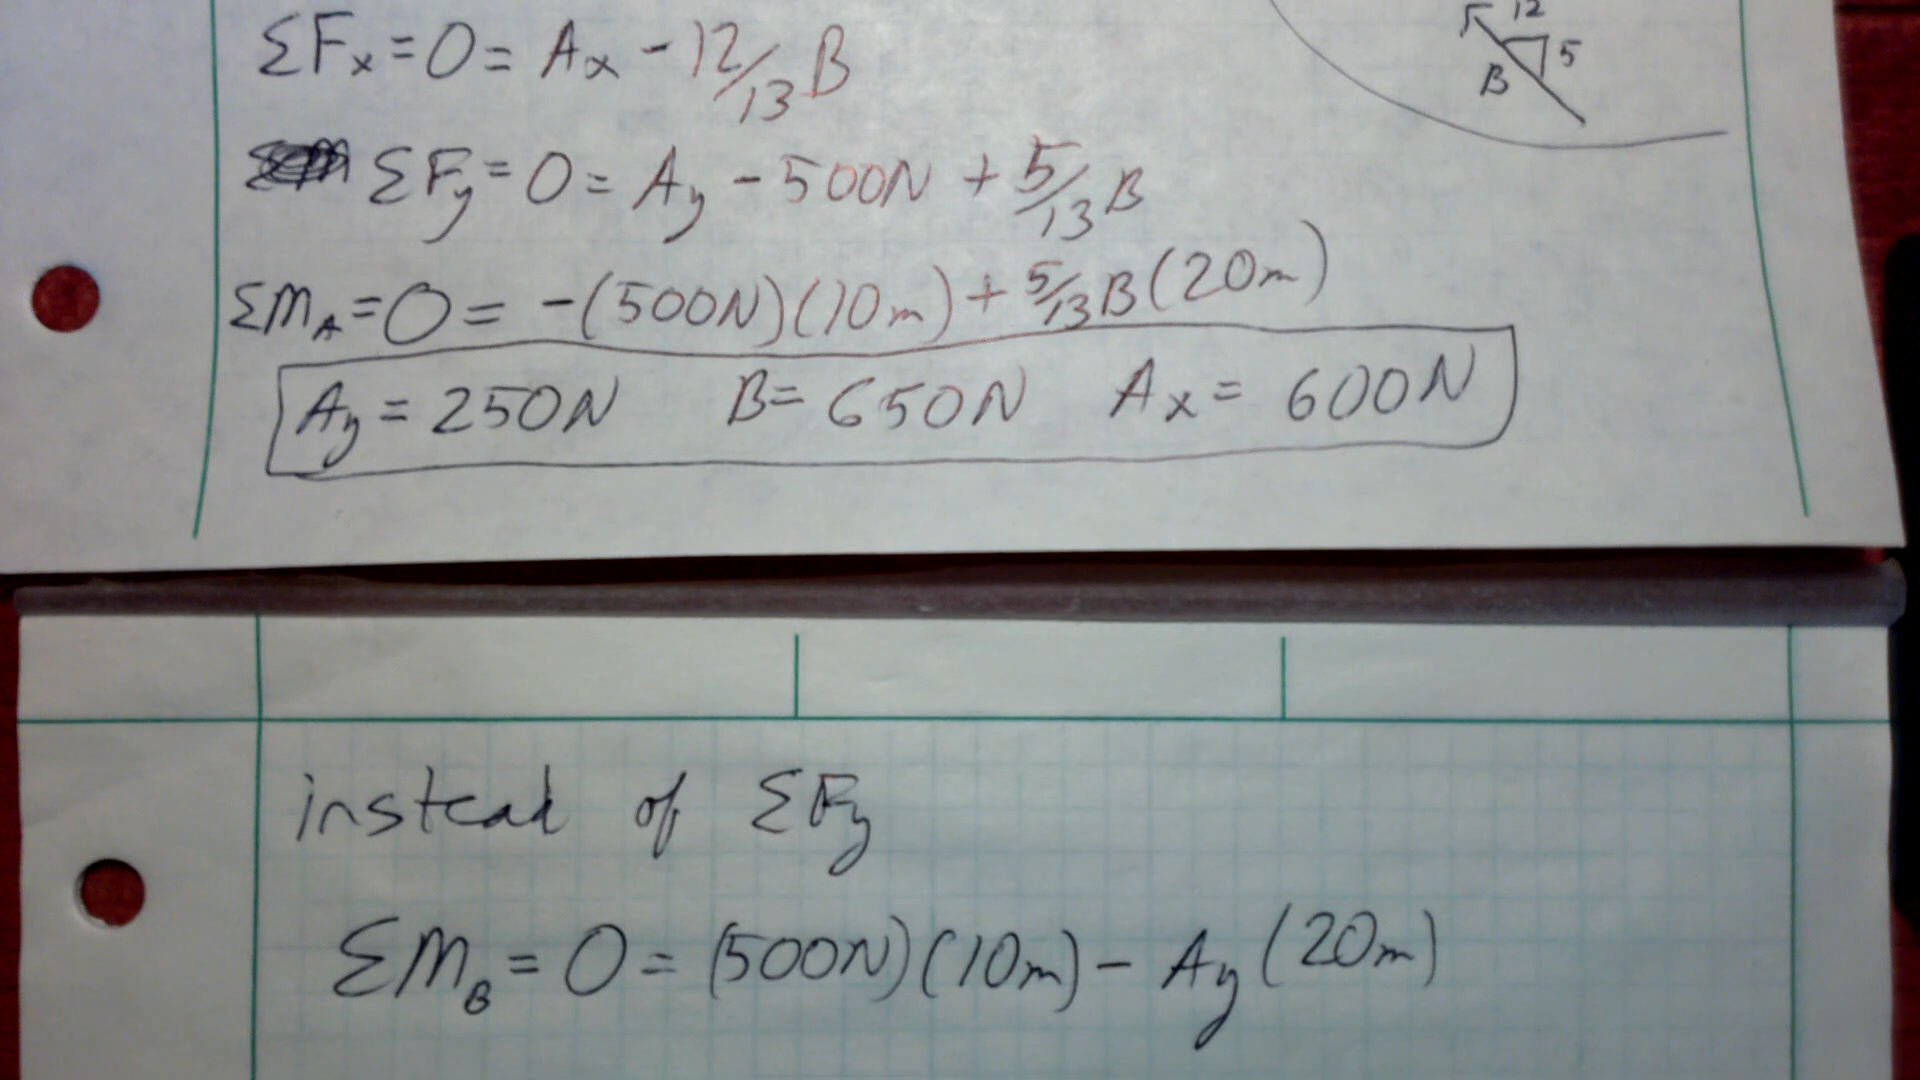 ΣFx = 0 = Ax - 12/13 B
12
5
B
ΣFy = 0 = Ay - 500N + 5/13 B
ΣMA = 0 = -(500N)(10m) + 5/13 B(20m)
Ay = 250N B = 650N Ax = 600N
instead of ΣFy
ΣMB = 0 = (500N)(10m) - Ay(20m)